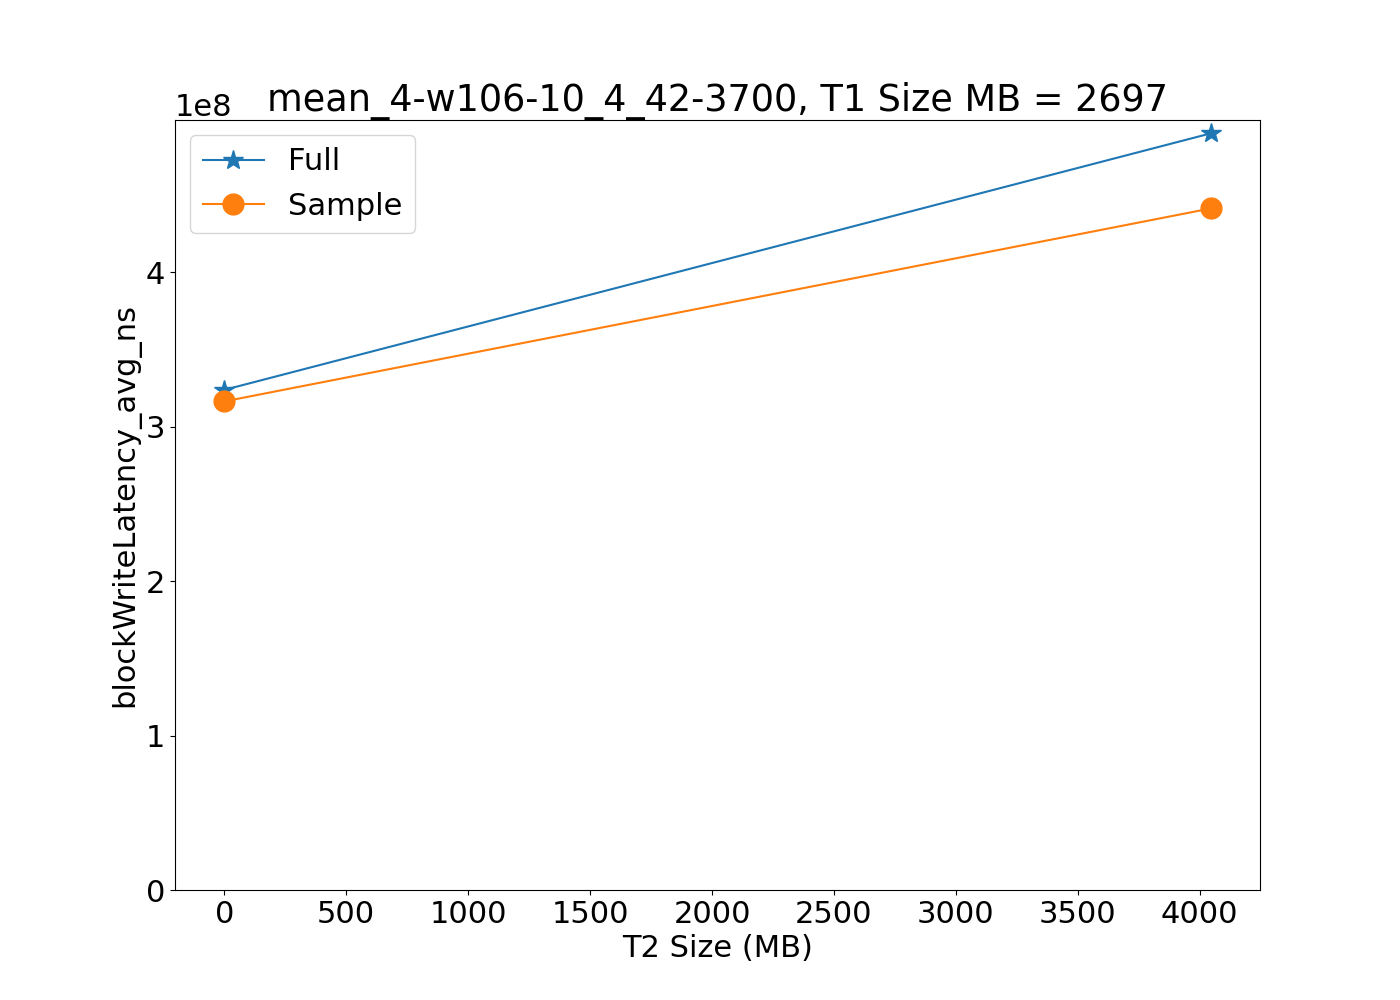 mean_4-w106-10_4_42-3700, T1 Size MB = 2697
1e8
Full
Sample
4
3
2
1
0
blockWriteLatency_avg_ns
0 500 1000 1500 2000 2500 3000 3500 4000
T2 Size (MB)